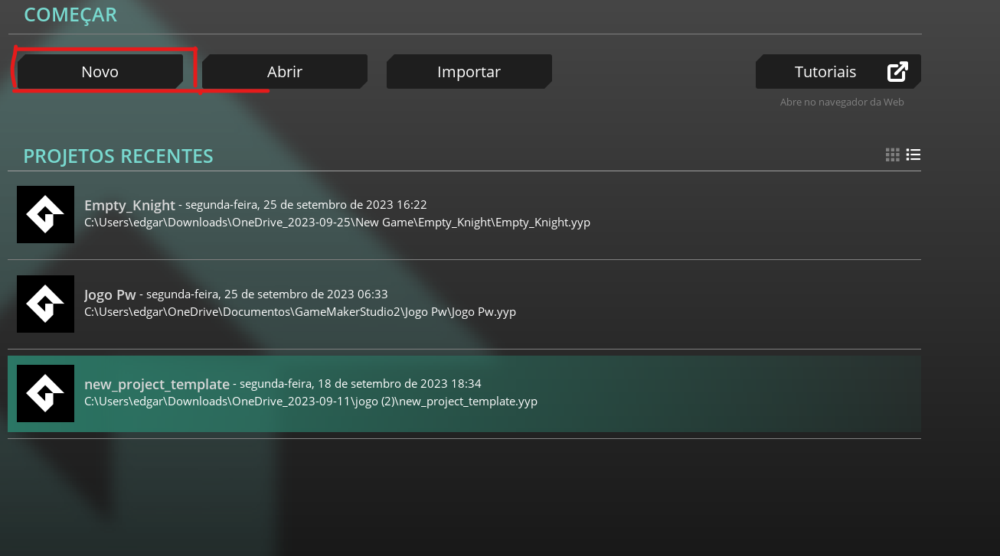 COMEÇAR
Novo
Abrir
Importar
Tutoriais
Abre no navegador da Web
PROJETOS RECENTES
Empty_Knight - segunda-feira, 25 de setembro de 2023 16:22
C:\Users\edgar\Downloads\OneDrive_2023-09-25\New Game\Empty_Knight\Empty_Knight.yyp
Jogo Pw - segunda-feira, 25 de setembro de 2023 06:33
C:\Users\edgar\OneDrive\Documentos\GameMakerStudio2\Jogo Pw\Jogo Pw.yyp
new_project_template - segunda-feira, 18 de setembro de 2023 18:34
C:\Users\edgar\Downloads\OneDrive_2023-09-11\jogo (2)\new_project_template.yyp